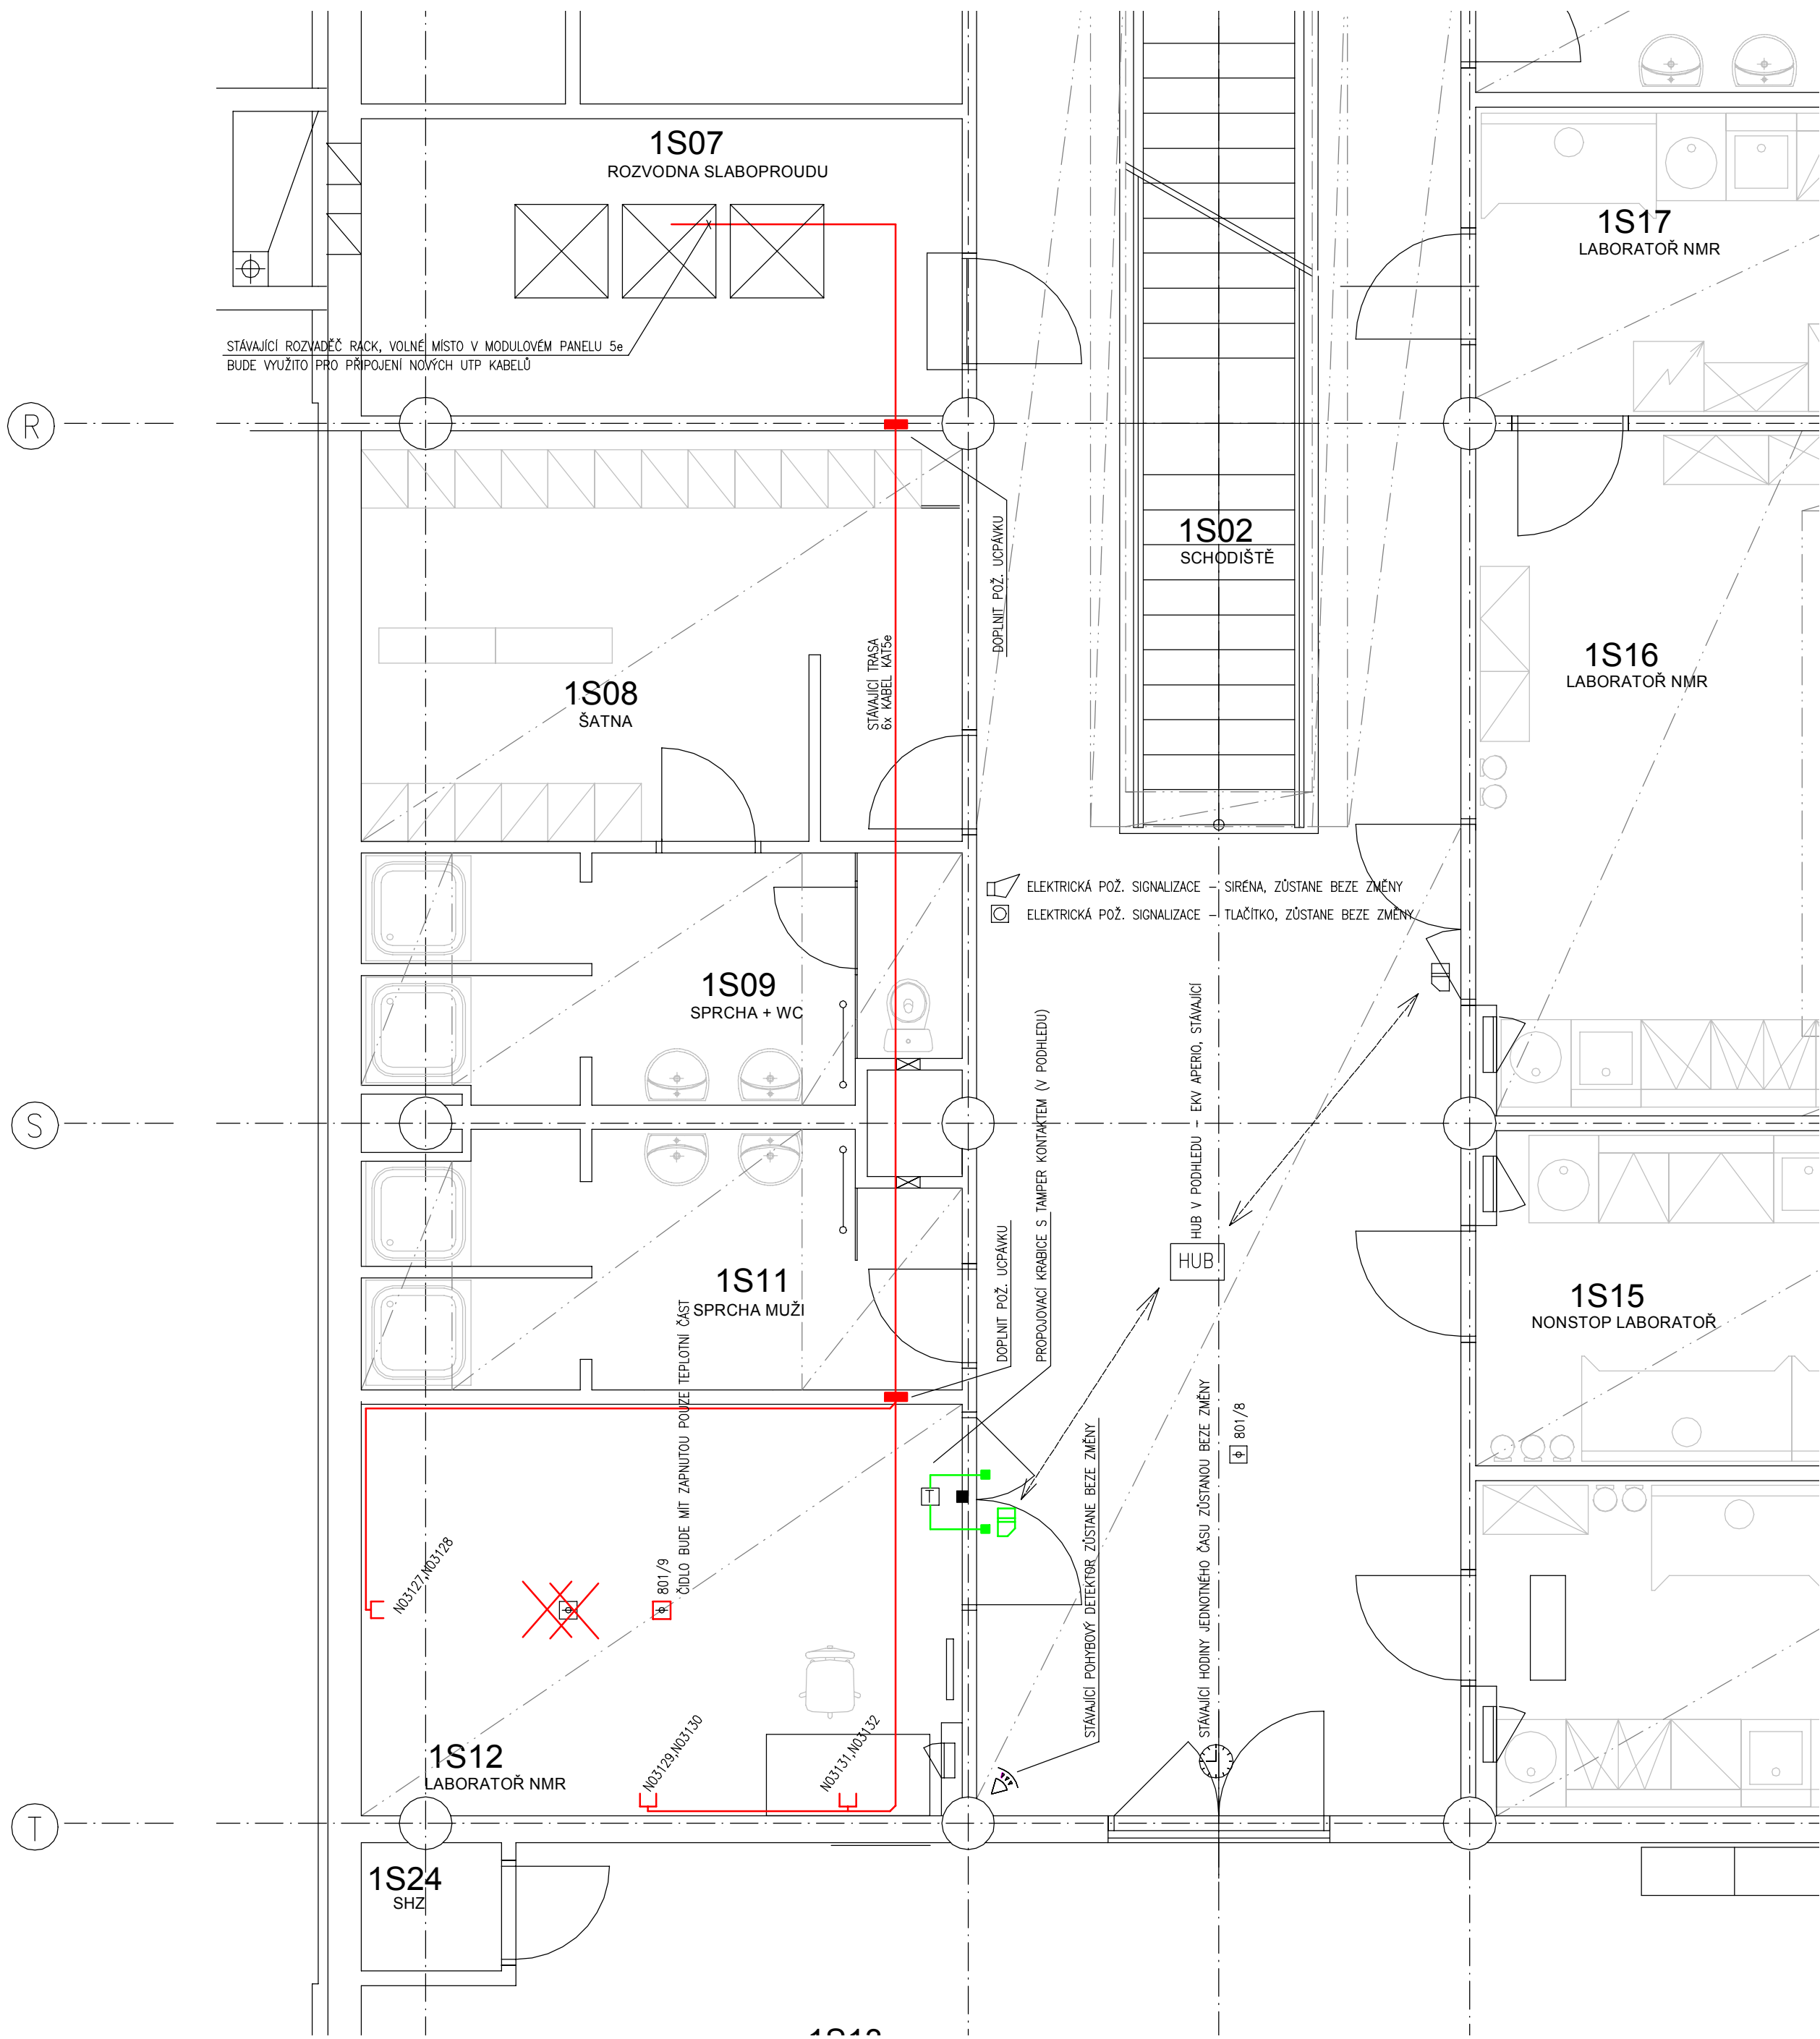 1S07
ROZVODNA SLABOPROUDU
1S17
LABORATOŘ NMR
STÁVAJÍCÍ ROZVADĚČ RACK, VOLNÉ MÍSTO V MODULOVÉM PANELU 5e
BUDE VYUŽITO PRO PŘIPOJENÍ NOVÝCH UTP KABELŮ
R
DOPLNIT POŽ. UCPÁVKU
1S02
SCHODIŠTĚ
STÁVAJÍCÍ TRASA
6x KABEL KAT5e
1S08
ŠATNA
1S16
LABORATOŘ NMR
ELEKTRICKÁ POŽ. SIGNALIZACE – SIRÉNA, ZŮSTANE BEZE ZMĚNY
ELEKTRICKÁ POŽ. SIGNALIZACE – TLAČÍTKO, ZŮSTANE BEZE ZMĚNY
1S09
SPRCHA + WC
S
PROPOJOVACÍ KRABICE S TAMPER KONTAKTEM (V PODHLEDU)
HUB V PODHLEDU – EKV APERIO, STÁVAJÍCÍ
HUB
DOPLNIT POŽ. UCPÁVKU
1S11
SPRCHA MUŽI
1S15
NONSTOP LABORATOŘ
T
801/8
STÁVAJÍCÍ HODINY JEDNOTNÉHO ČASU ZŮSTANOU BEZE ZMĚNY
STÁVAJÍCÍ POHYBOVÝ DETEKTOR ZŮSTANE BEZE ZMĚNY
N03127,N03128
801/9
ČIDLO BUDE MÍT ZAPNUTOU POUZE TEPLOTNÍ ČÁST
N03129,N03130
N03131,N03132
1S12
LABORATOŘ NMR
T
1S24
SHZ